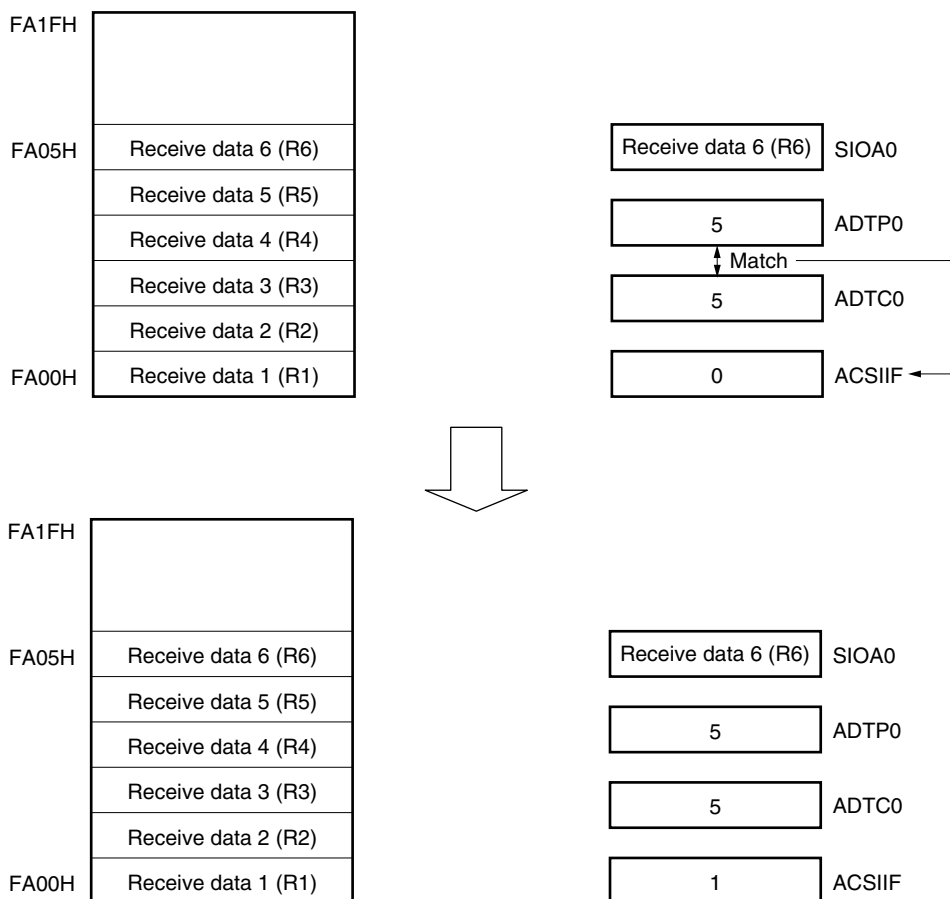 FA1FH
FA05H Receive data 6 (R6) Receive data 6 (R6) SIOA0
Receive data 5 (R5)
5 ADTP0
Receive data 4 (R4)
Match
Receive data 3 (R3)
5 ADTC0
Receive data 2 (R2)
FA00H Receive data 1 (R1) 0 ACSIIF
FA1FH
FA05H Receive data 6 (R6) Receive data 6 (R6) SIOA0
Receive data 5 (R5)
5 ADTP0
Receive data 4 (R4)
Receive data 3 (R3)
5 ADTC0
Receive data 2 (R2)
FA00H Receive data 1 (R1) 1 ACSIIF